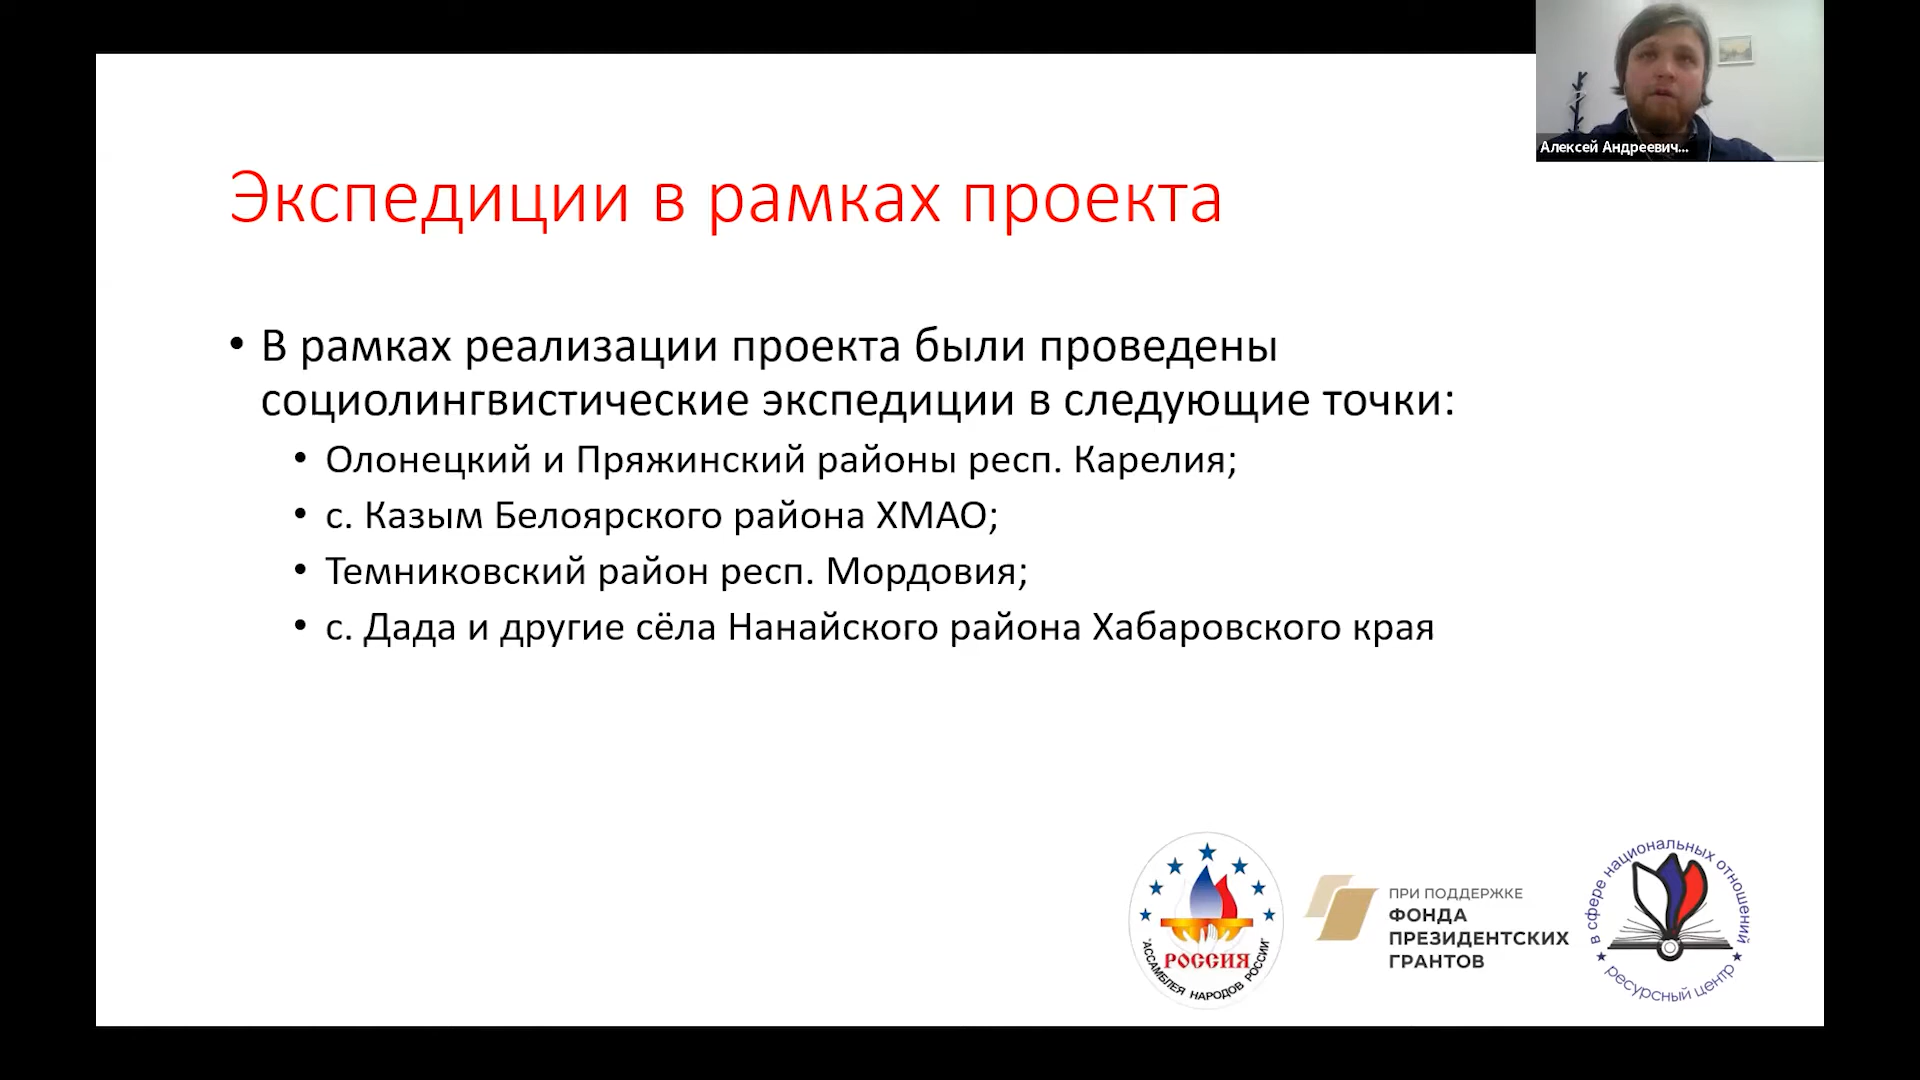 Алексей Андреевич...
Экспедиции в рамках проекта
• В рамках реализации проекта были проведены
социолингвистические экспедиции в следующие точки:
• Олонецкий и Пряжинский районы респ. Карелия;
• с. Казым Белоярского района ХМАО;
• Темниковский район респ. Мордовия;
• с. Дада и другие сёла Нанайского района Хабаровского края
РОССИЯ
"АССАМБЛЕЯ НАРОДОВ РОССИИ"
ПРИ ПОДДЕРЖКЕ
ФОНДА
ПРЕЗИДЕНТСКИХ
ГРАНТОВ
в сфере национальных отношений
ресурсный центр